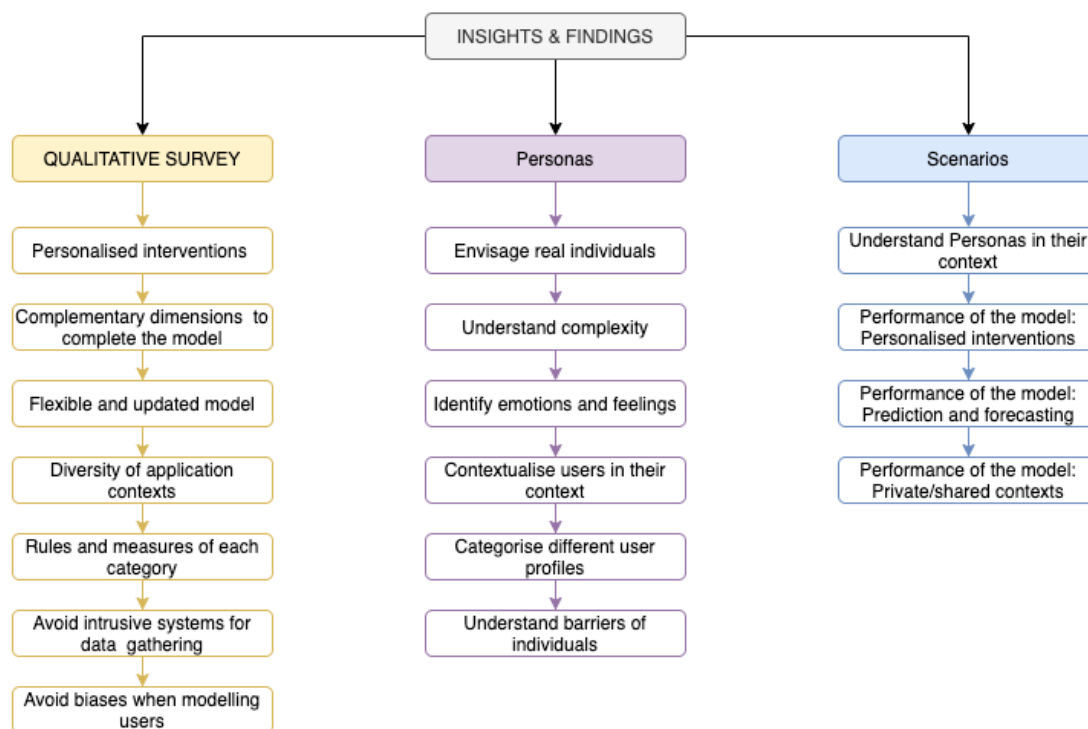 INSIGHTS & FINDINGS
QUALITATIVE SURVEY
Personalised interventions
Complementary dimensions to
complete the model
Flexible and updated model
Diversity of application
contexts
Rules and measures of each
category
Avoid intrusive systems for
data gathering
Avoid biases when modelling
users
Personas
Envisage real individuals
Understand complexity
Identify emotions and feelings
Contextualise users in their
context
Categorise different user
profiles
Understand barriers of
individuals
Scenarios
Understand Personas in their
context
Performance of the model:
Personalised interventions
Performance of the model:
Prediction and forecasting
Performance of the model:
Private/shared contexts